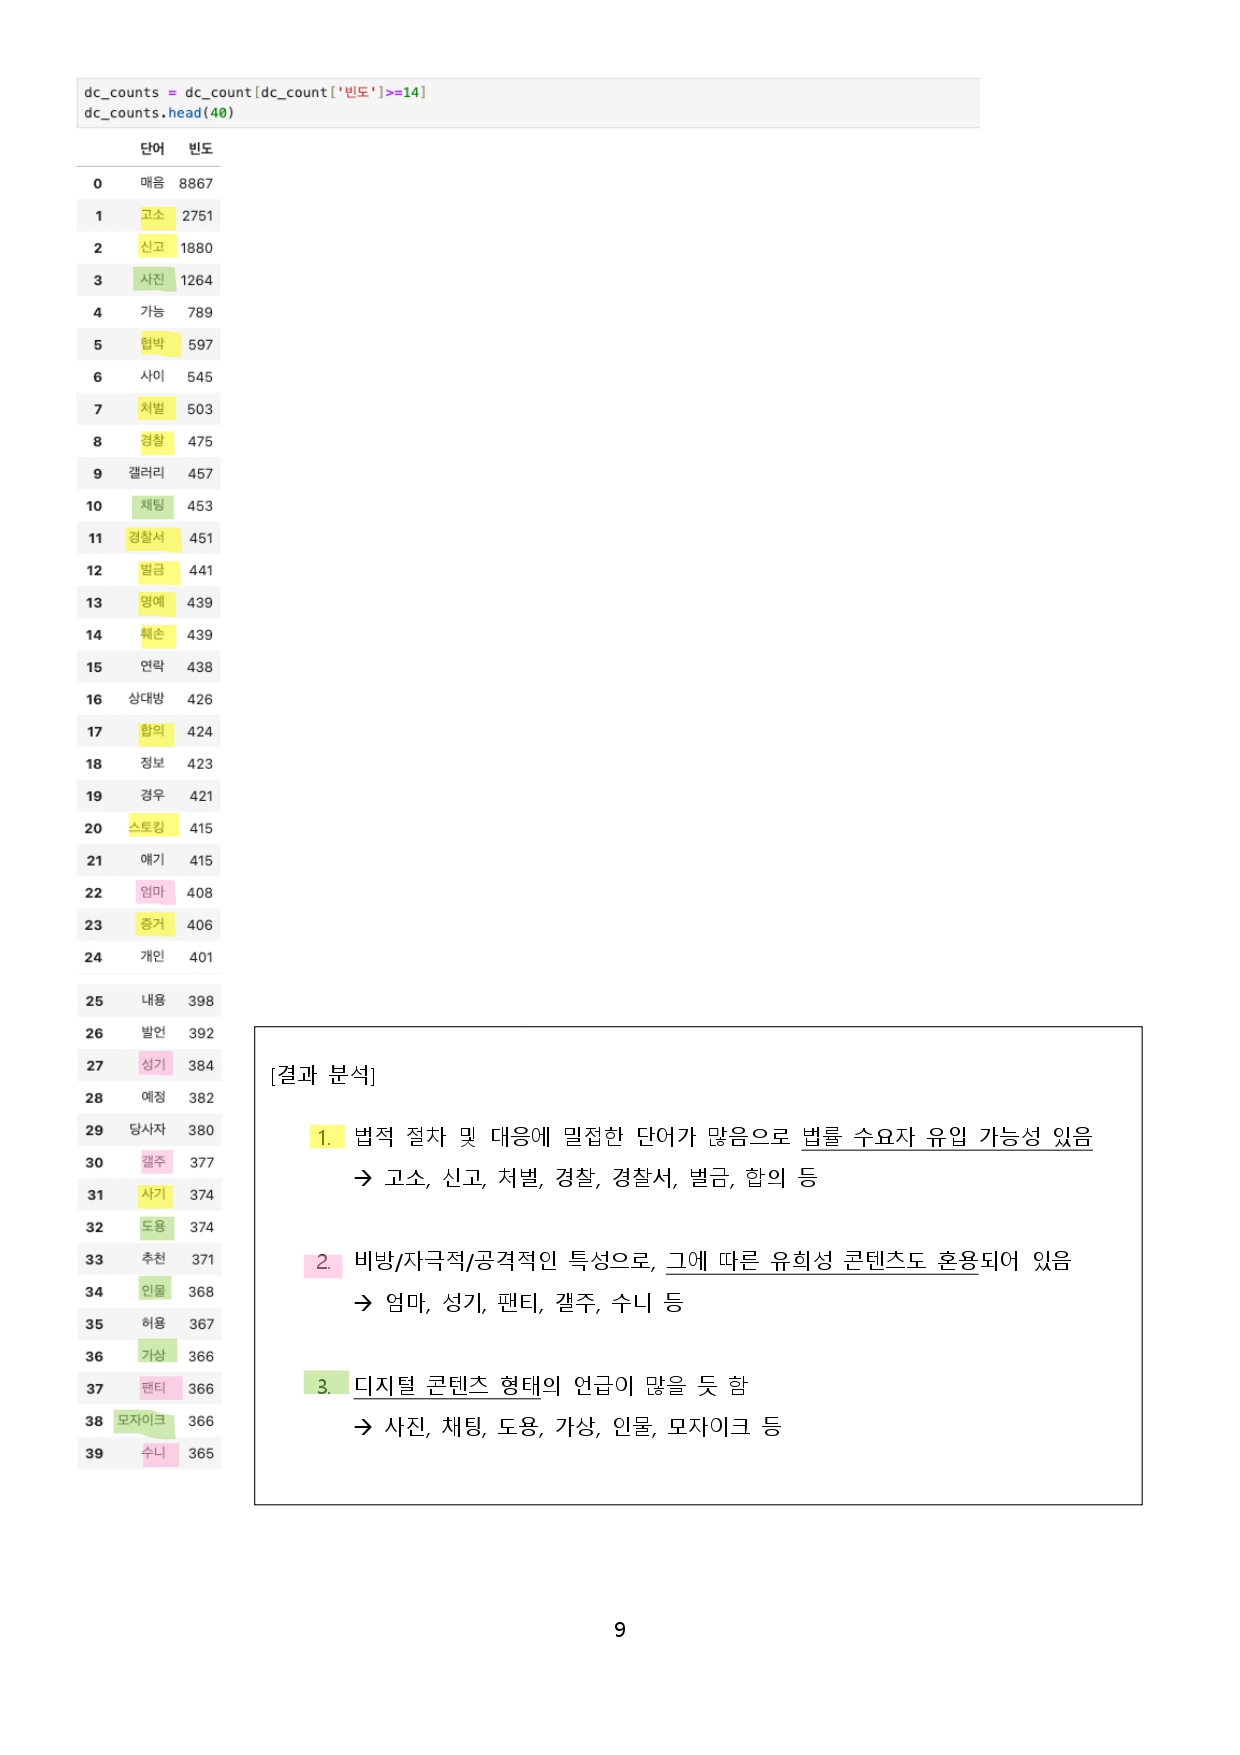 dc_counts = dc_count[dc_count['빈도']>=14]
dc_counts.head(40)
단어 빈도
0 매음 8867
1 고소 2751
2 신고 1880
3 사진 1264
4 가능 789
5 협박 597
6 사이 545
7 처벌 503
8 경찰 475
9 갤러리 457
10 채팅 453
11 경찰서 451
12 벌금 441
13 명예 439
14 훼손 439
15 연락 438
16 상대방 426
17 합의 424
18 정보 423
19 경우 421
20 스토킹 415
21 얘기 415
22 엄마 408
23 증거 406
24 개인 401
25 내용 398
26 발언 392
27 성기 384
28 예정 382
29 당사자 380
30 갤주 377
31 사기 374
32 도용 374
33 추천 371
34 인물 368
35 허용 367
36 가상 366
37 팬티 366
38 모자이크 366
39 수니 365
[결과 분석]
1. 법적 절차 및 대응에 밀접한 단어가 많음으로 법률 수요자 유입 가능성 있음
→ 고소, 신고, 처벌, 경찰, 경찰서, 벌금, 합의 등
2. 비방/자극적/공격적인 특성으로, 그에 따른 유희성 콘텐츠도 혼용되어 있음
→ 엄마, 성기, 팬티, 갤주, 수니 등
3. 디지털 콘텐츠 형태의 언급이 많을 듯 함
→ 사진, 채팅, 도용, 가상, 인물, 모자이크 등
9